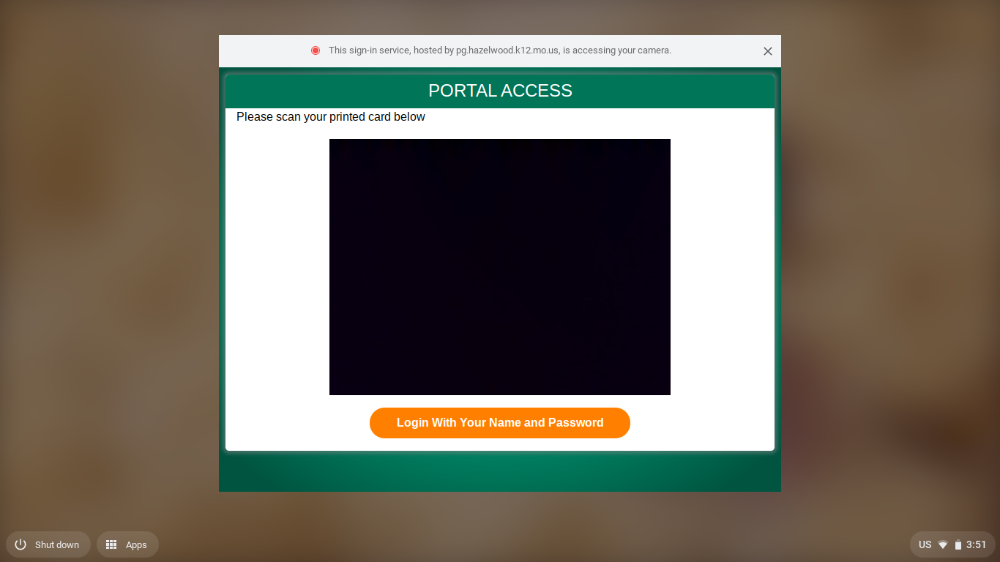 This sign-in service, hosted by pg.hazelwood.k12.mo.us, is accessing your camera.
PORTAL ACCESS
Please scan your printed card below
Login With Your Name and Password
Shut down
Apps
US
3:51